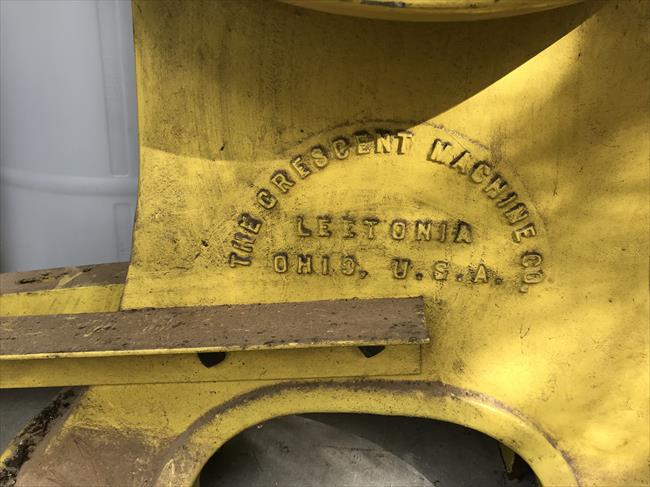 THE CRESCENT MACHINE CO.
LEETONIA
OHIO, U.S.A.